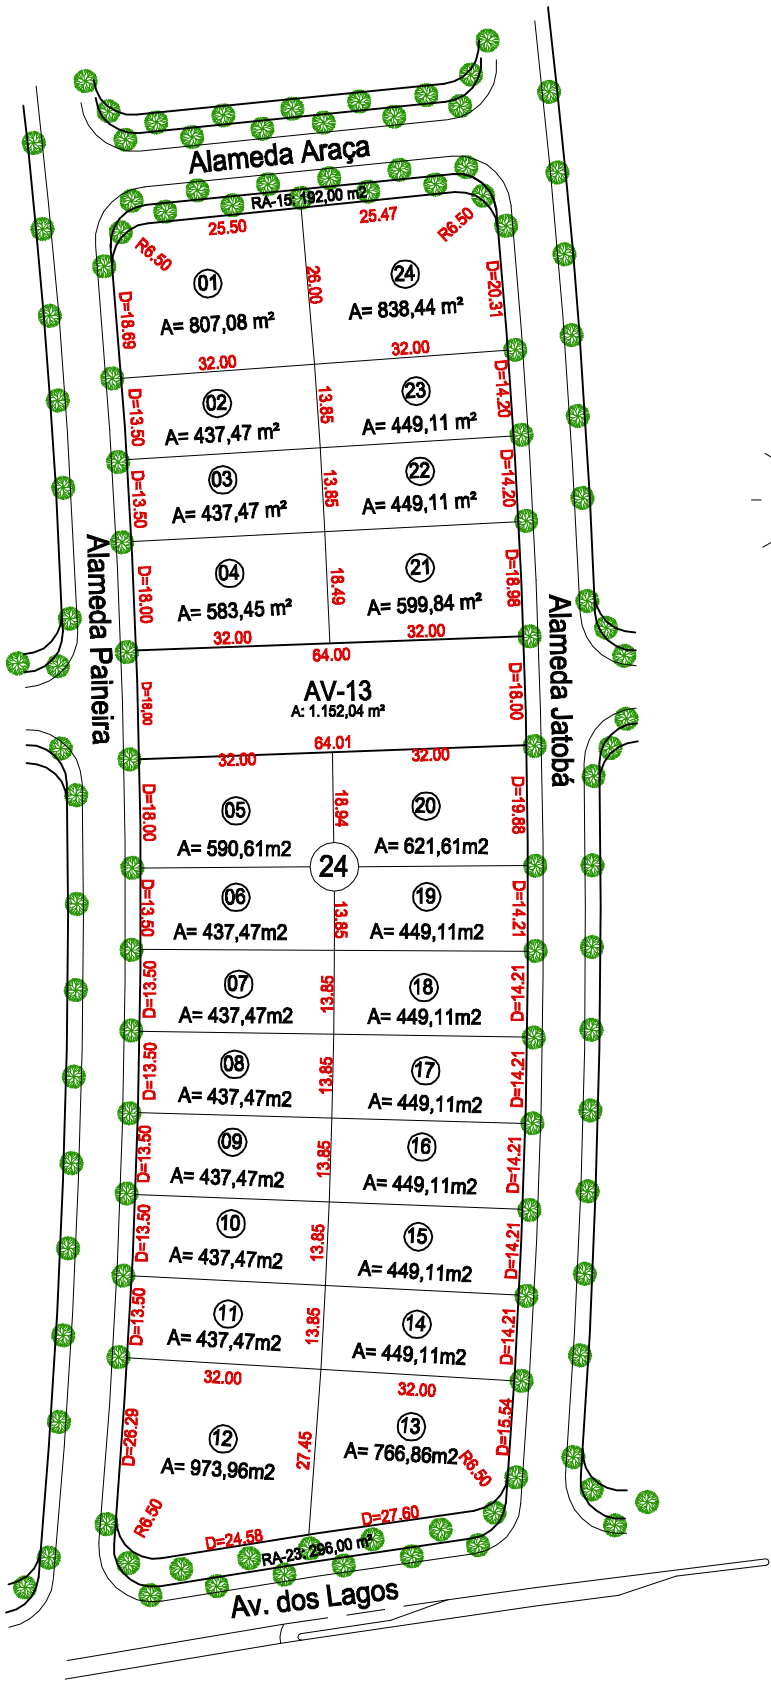 Alameda Araça
RA-15: 192,00 m2
25.50
25.47
R6.50
R6.50
01
A= 807,08 m²
26.00
24
A= 838,44 m²
D=18.69
D=20.31
32.00
32.00
02
A= 437,47 m²
13.85
23
A= 449,11 m²
D=13.50
D=14.20
03
A= 437,47 m²
13.85
22
A= 449,11 m²
D=13.50
D=14.20
Alameda Paineira
04
A= 583,45 m²
18.49
21
A= 599,84 m²
D=18.00
D=18.98
32.00
32.00
Alameda Jatobá
64.00
AV-13
A: 1.152,04 m²
D=18,00
D=18.00
64.01
32.00
32.00
05
A= 590,61m2
18.94
20
A= 621,61m2
D=18.00
D=19.88
24
06
A= 437,47m2
13.85
19
A= 449,11m2
D=13.50
D=14.21
07
A= 437,47m2
13.85
18
A= 449,11m2
D=13.50
D=14.21
08
A= 437,47m2
13.85
17
A= 449,11m2
D=13.50
D=14.21
09
A= 437,47m2
13.85
16
A= 449,11m2
D=13.50
D=14.21
10
A= 437,47m2
13.85
15
A= 449,11m2
D=13.50
D=14.21
11
A= 437,47m2
13.85
14
A= 449,11m2
D=13.50
D=14.21
32.00
32.00
12
A= 973,96m2
27.45
13
A= 766,86m2
D=26.29
D=15.54
R6.50
R6.50
D=24.58
D=27.60
RA-23: 296,00 m²
Av. dos Lagos